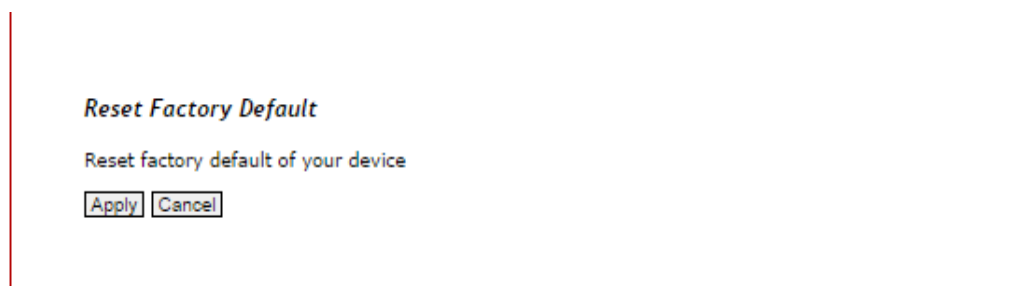 Reset Factory Default
Reset factory default of your device
Apply Cancel